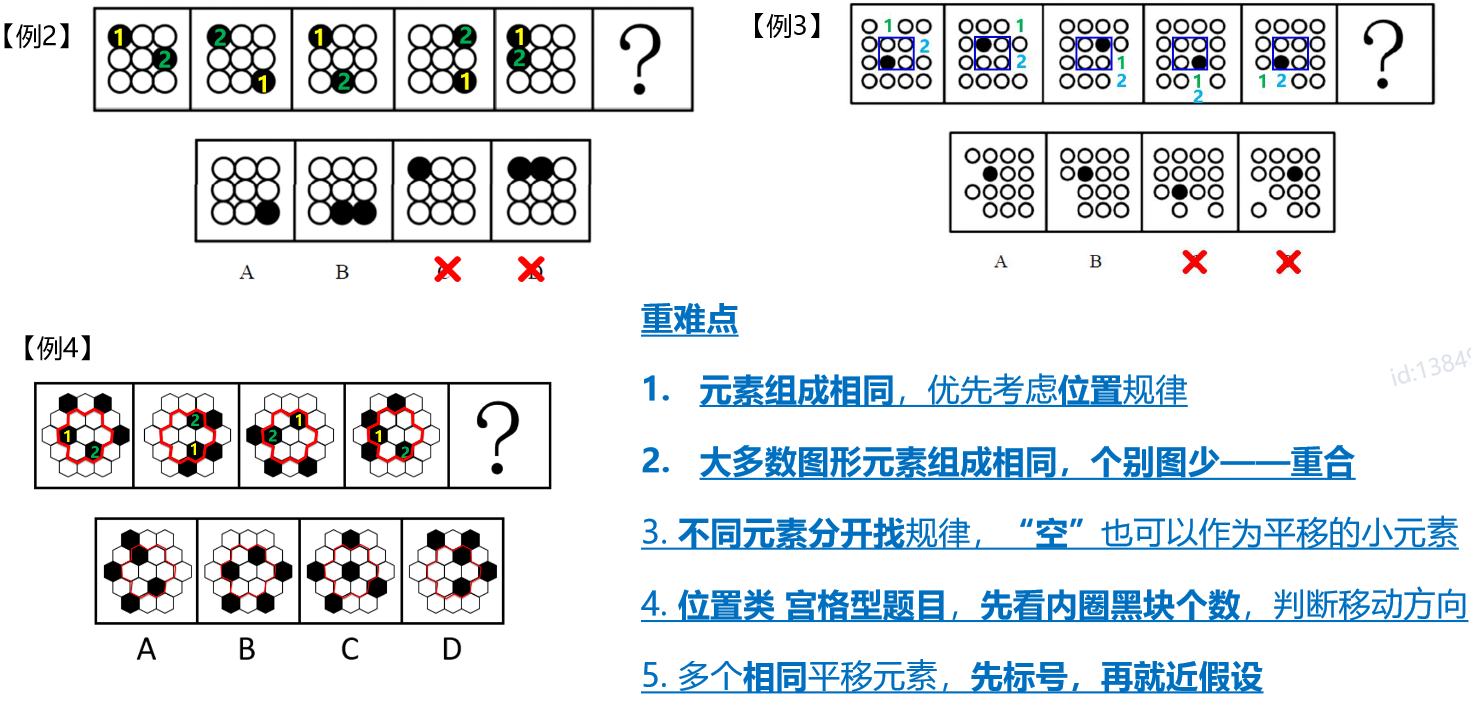 【例2】
1 2 2 1 1 2 2 1 1 2 ?
A B D
【例3】
1 2 1 2 1 2 1 2 1 2 ?
A B
【例4】
1 2 2 1 1 2 1 2 ?
A B C D
重难点
1. 元素组成相同，优先考虑位置规律
2. 大多数图形元素组成相同，个别图少——重合
3. 不同元素分开找规律，“空”也可以作为平移的小元素
4. 位置类 宫格型题目，先看内圈黑块个数，判断移动方向
5. 多个相同平移元素，先标号，再就近假设
id:13849